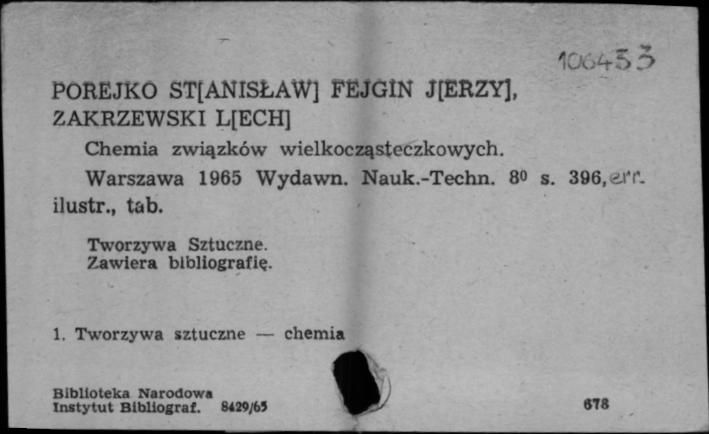 106453
POREJKO ST[ANISŁAW] FEJGIN J[ERZY],
ZAKRZEWSKI L[ECH]
Chemia związków wielkocząsteczkowych.
Warszawa 1965 Wydawn. Nauk.-Techn. 8⁰ s. 396, err.
ilustr., tab.
Tworzywa Sztuczne.
Zawiera bibliografię.
1. Tworzywa sztuczne — chemia
Biblioteka Narodowa
Instytut Bibliograf. 8429/65 678